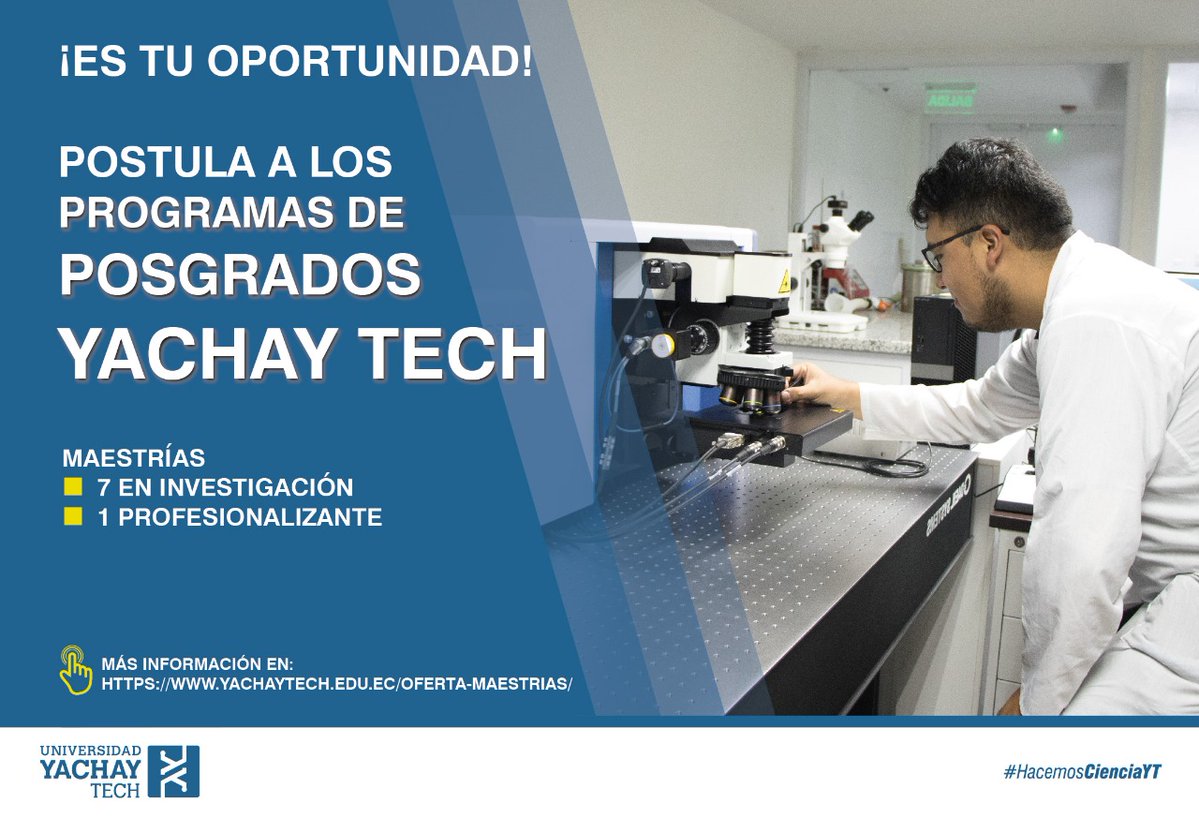 ¡ES TU OPORTUNIDAD!
POSTULA A LOS
PROGRAMAS DE
POSGRADOS
YACHAY TECH
MAESTRÍAS
7 EN INVESTIGACIÓN
1 PROFESIONALIZANTE
MÁS INFORMACIÓN EN:
HTTPS://WWW.YACHAYTECH.EDU.EC/OFERTA-MAESTRIAS/
SALIDA
UNIVERSIDAD
YACHAY
TECH
#HacemosCienciaYT